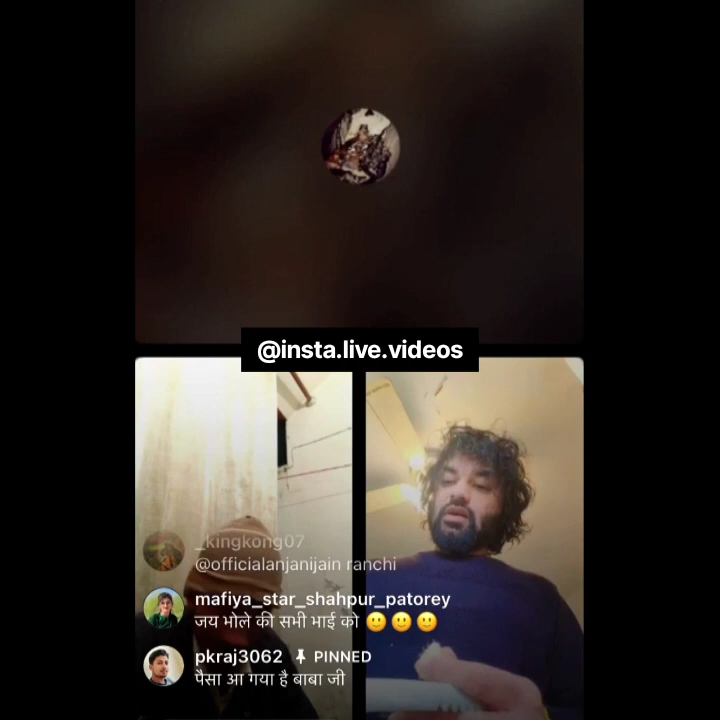 @insta.live.videos
_kingkong07
@officialanjanijain ranchi
mafiya_star_shahpur_patorey
जय भोले की सभी भाई को 🙂🙂🙂
pkraj3062 PINNED
पैसा आ गया है बाबा जी